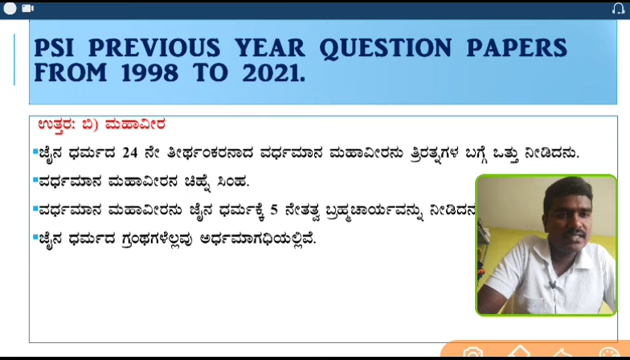 PSI PREVIOUS YEAR QUESTION PAPERS
FROM 1998 TO 2021.
ಉತ್ತರ: ಬಿ) ಮಹಾವೀರ
ಜೈನ ಧರ್ಮದ 24 ನೇ ತೀರ್ಥಂಕರನಾದ ವರ್ಧಮಾನ ಮಹಾವೀರನು ತ್ರಿರತ್ನಗಳ ಬಗ್ಗೆ ಒತ್ತು ನೀಡಿದನು.
ವರ್ಧಮಾನ ಮಹಾವೀರನ ಚಿಹ್ನೆ ಸಿಂಹ.
ವರ್ಧಮಾನ ಮಹಾವೀರನು ಜೈನ ಧರ್ಮಕ್ಕೆ 5 ನೇತತ್ವ ಬ್ರಹ್ಮಚಾರ್ಯವನ್ನು ನೀಡಿದನ
ಜೈನ ಧರ್ಮದ ಗ್ರಂಥಗಳೆಲ್ಲವು ಅರ್ಧಮಾಗಧಿಯಲ್ಲಿವೆ.